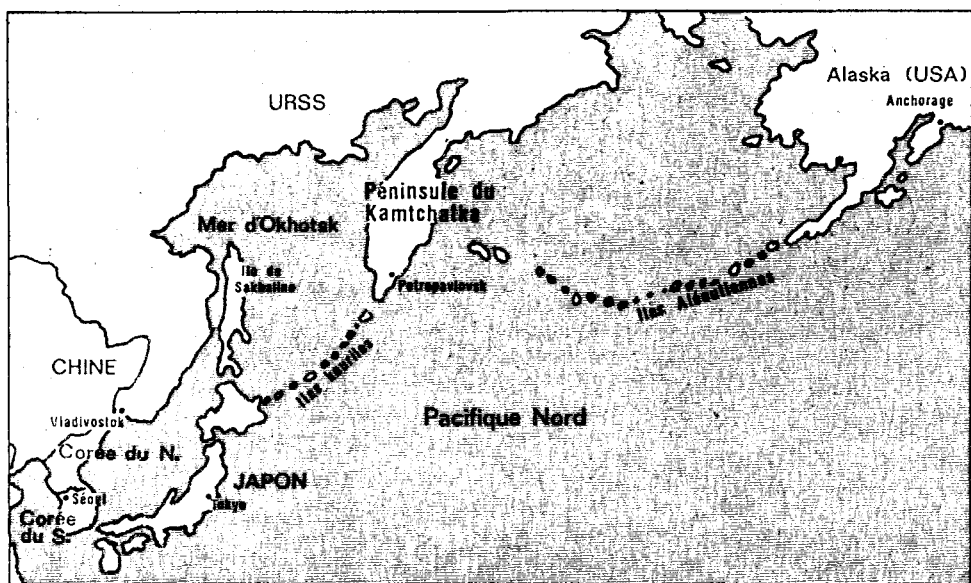 Alaska (USA)
Anchorage
URSS
Péninsule du
Kamtchatka
Mer d'Okhotsk
Ile de
Sakhaline
Petropavlovsk
Iles Aléoutiennes
Iles kouriles
CHINE
Vladivostok
Pacifique Nord
Corée du N.
JAPON
Séoul
Tokyo
Corée
du S.